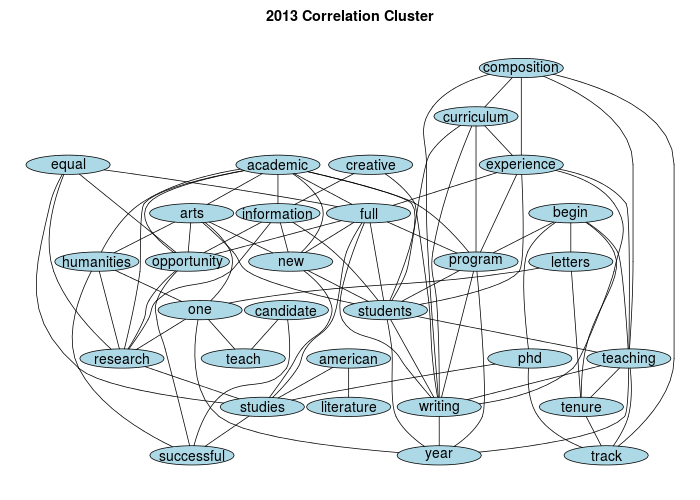 2013 Correlation Cluster
composition
curriculum
equal academic creative experience
arts information full begin
humanities opportunity new program letters
one candidate students
research teach american phd teaching
studies literature writing tenure
successful year track